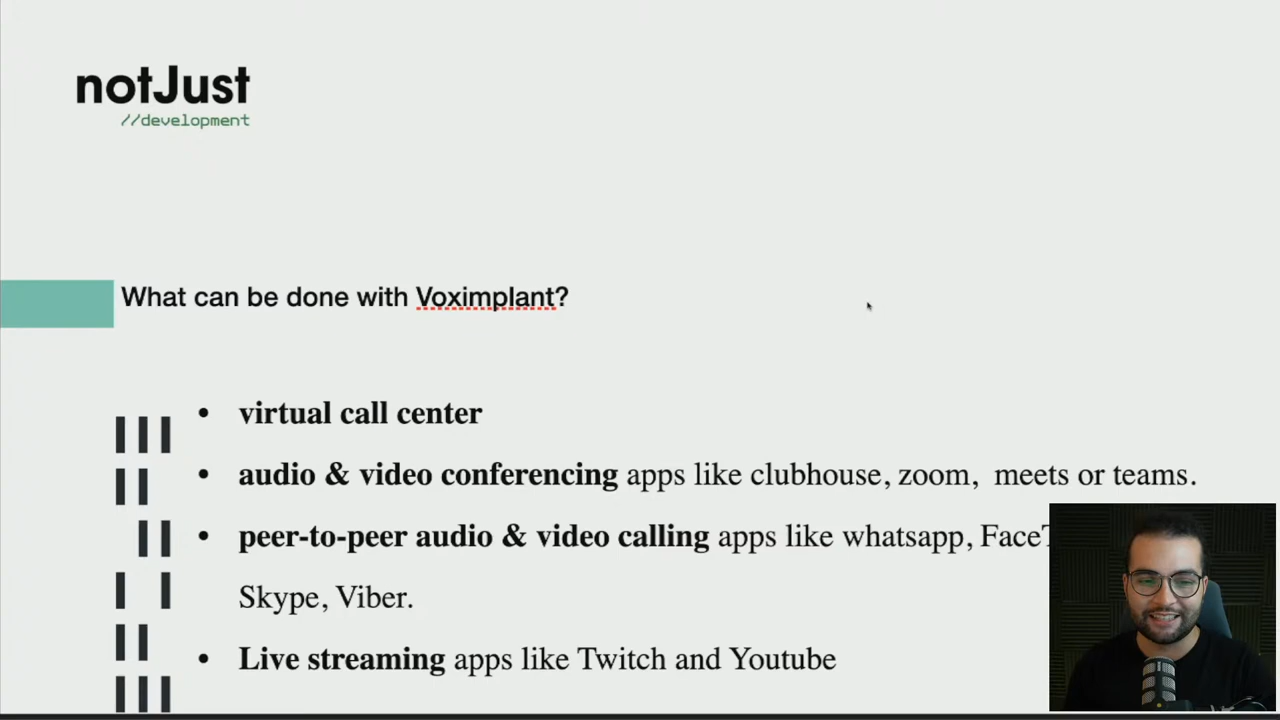 notJust
//development
What can be done with Voximplant?
• virtual call center
• audio & video conferencing apps like clubhouse, zoom, meets or teams.
• peer-to-peer audio & video calling apps like whatsapp,
Skype, Viber.
• Live streaming apps like Twitch and Youtube